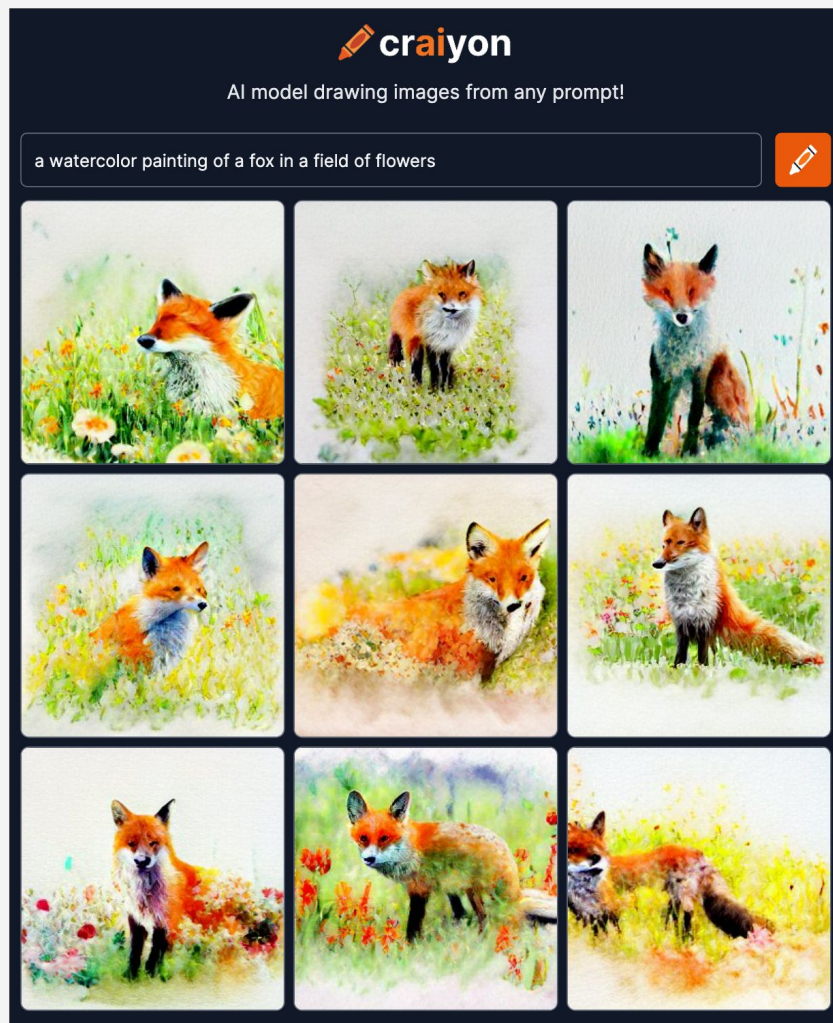 craiyon
AI model drawing images from any prompt!
a watercolor painting of a fox in a field of flowers